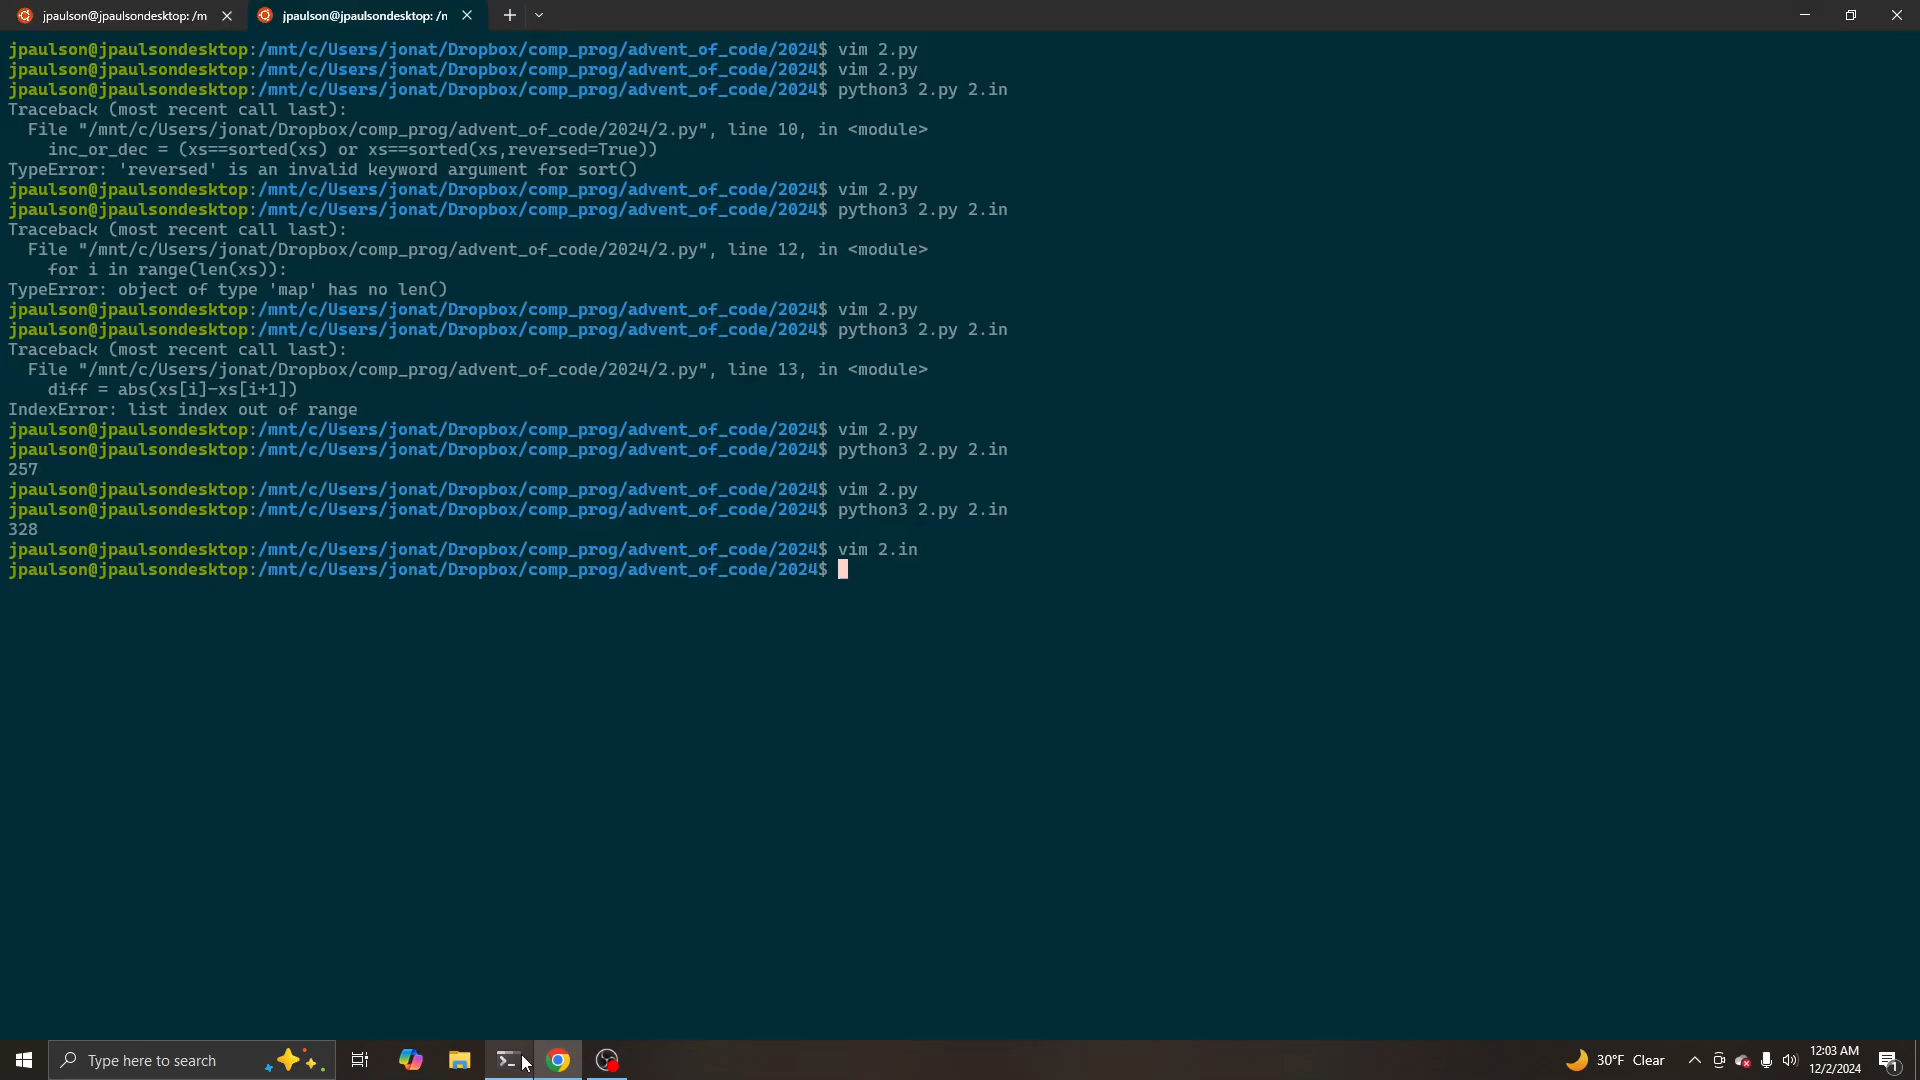 jpaulson@jpaulsondesktop: /m
jpaulson@jpaulsondesktop: /n
jpaulson@jpaulsondesktop:/mnt/c/Users/jonat/Dropbox/comp_prog/advent_of_code/2024$ vim 2.py
jpaulson@jpaulsondesktop:/mnt/c/Users/jonat/Dropbox/comp_prog/advent_of_code/2024$ vim 2.py
jpaulson@jpaulsondesktop:/mnt/c/Users/jonat/Dropbox/comp_prog/advent_of_code/2024$ python3 2.py 2.in
Traceback (most recent call last):
  File "/mnt/c/Users/jonat/Dropbox/comp_prog/advent_of_code/2024/2.py", line 10, in <module>
    inc_or_dec = (xs==sorted(xs) or xs==sorted(xs,reversed=True))
TypeError: 'reversed' is an invalid keyword argument for sort()
jpaulson@jpaulsondesktop:/mnt/c/Users/jonat/Dropbox/comp_prog/advent_of_code/2024$ vim 2.py
jpaulson@jpaulsondesktop:/mnt/c/Users/jonat/Dropbox/comp_prog/advent_of_code/2024$ python3 2.py 2.in
Traceback (most recent call last):
  File "/mnt/c/Users/jonat/Dropbox/comp_prog/advent_of_code/2024/2.py", line 12, in <module>
    for i in range(len(xs)):
TypeError: object of type 'map' has no len()
jpaulson@jpaulsondesktop:/mnt/c/Users/jonat/Dropbox/comp_prog/advent_of_code/2024$ vim 2.py
jpaulson@jpaulsondesktop:/mnt/c/Users/jonat/Dropbox/comp_prog/advent_of_code/2024$ python3 2.py 2.in
Traceback (most recent call last):
  File "/mnt/c/Users/jonat/Dropbox/comp_prog/advent_of_code/2024/2.py", line 13, in <module>
    diff = abs(xs[i]-xs[i+1])
IndexError: list index out of range
jpaulson@jpaulsondesktop:/mnt/c/Users/jonat/Dropbox/comp_prog/advent_of_code/2024$ vim 2.py
jpaulson@jpaulsondesktop:/mnt/c/Users/jonat/Dropbox/comp_prog/advent_of_code/2024$ python3 2.py 2.in
257
jpaulson@jpaulsondesktop:/mnt/c/Users/jonat/Dropbox/comp_prog/advent_of_code/2024$ vim 2.py
jpaulson@jpaulsondesktop:/mnt/c/Users/jonat/Dropbox/comp_prog/advent_of_code/2024$ python3 2.py 2.in
328
jpaulson@jpaulsondesktop:/mnt/c/Users/jonat/Dropbox/comp_prog/advent_of_code/2024$ vim 2.in
jpaulson@jpaulsondesktop:/mnt/c/Users/jonat/Dropbox/comp_prog/advent_of_code/2024$
Type here to search
30°F Clear
12:03 AM
12/2/2024
1